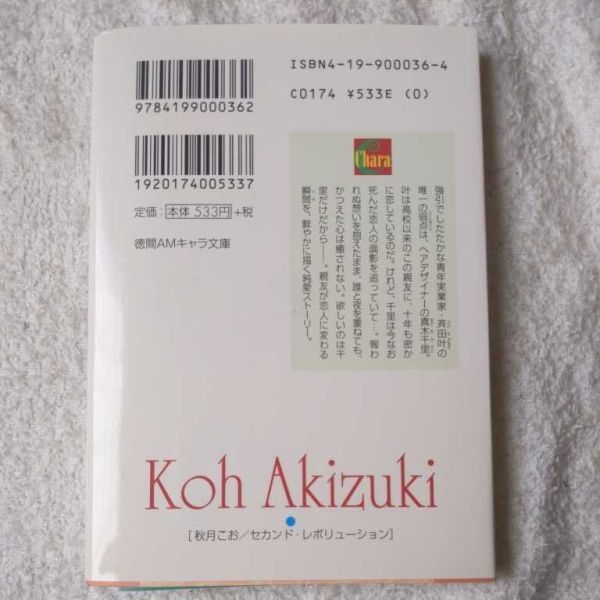 ISBN4-19-900036-4
9784199000362
C0174 ¥533E (0)
1920174005337
定価：本体 533円+税
徳間AMキャラ文庫
Chara
強引でしたたかな青年実業家・斉田叶の
唯一の弱点は、ヘアデザイナーの真木千里。
叶は高校以来のこの親友に、十年も密か
に恋しているのだ。けれど、千里は今なお
死んだ恋人の面影を追っていて―。報わ
れぬ想いを抱えたまま、誰と夜を重ねても、
かつえた心は癒されない。欲しいのは千
里だけだから――。親友が恋人に変わる
瞬間を、鮮やかに描く純愛ストーリー。
Koh Akizuki
[秋月こお／セカンド・レボリューション]